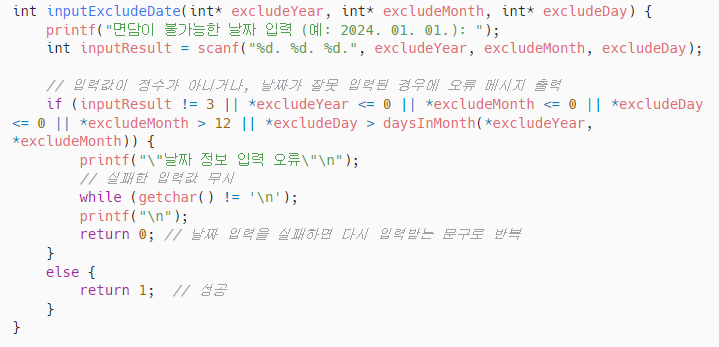 int inputExcludeDate(int* excludeYear, int* excludeMonth, int* excludeDay) {
    printf("면담이 불가능한 날짜 입력 (예: 2024. 01. 01.): ");
    int inputResult = scanf("%d. %d. %d.", excludeYear, excludeMonth, excludeDay);
    // 입력값이 정수가 아니거나, 날짜가 잘못 입력된 경우에 오류 메시지 출력
    if (inputResult != 3 || *excludeYear <= 0 || *excludeMonth <= 0 || *excludeDay
<= 0 || *excludeMonth > 12 || *excludeDay > daysInMonth(*excludeYear,
*excludeMonth)) {
        printf("\"날짜 정보 입력 오류\"\n");
        // 실패한 입력값 무시
        while (getchar() != '\n');
        printf("\n");
        return 0; // 날짜 입력을 실패하면 다시 입력받는 문구로 반복
    }
    else {
        return 1;  // 성공
    }
}